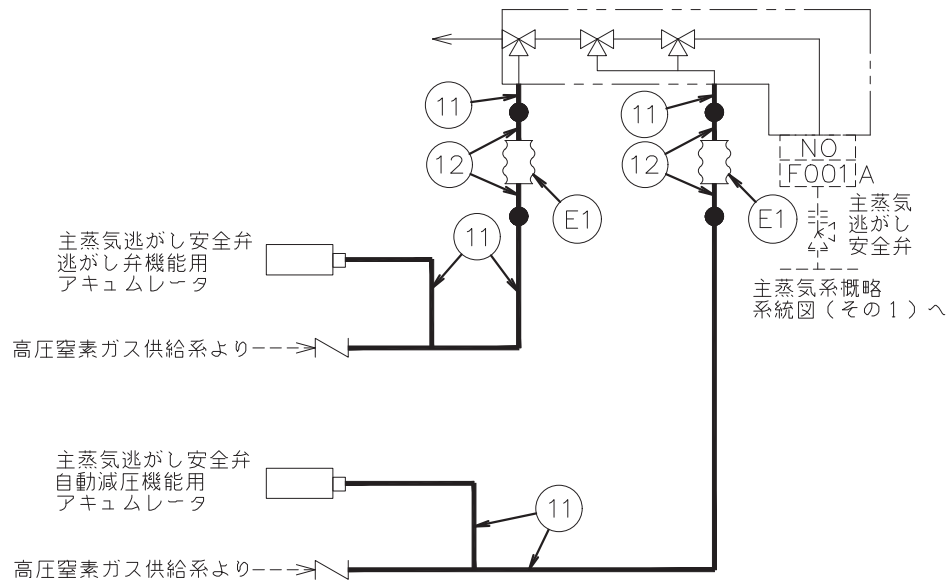 11
11
12
12
NO
F001A
E1
E1
主蒸気
逃がし
安全弁
11
主蒸気逃がし安全弁
逃がし弁機能用
アキュムレータ
主蒸気系概略
系統図(その1)へ
高圧窒素ガス供給系より
主蒸気逃がし安全弁
自動減圧機能用
アキュムレータ
11
高圧窒素ガス供給系より